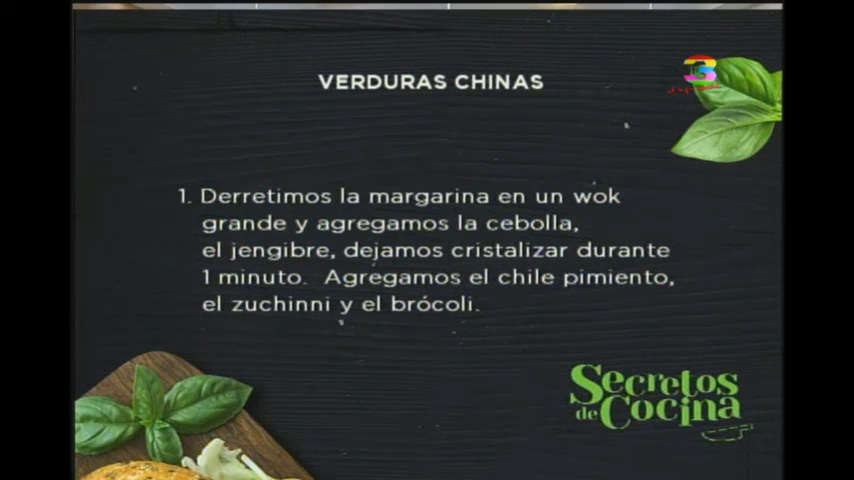 VERDURAS CHINAS
3
1. Derretimos la margarina en un wok
grande y agregamos la cebolla,
el jengibre, dejamos cristalizar durante
1 minuto. Agregamos el chile pimiento,
el zuchinni y el brócoli.
Secretos
de Cocina